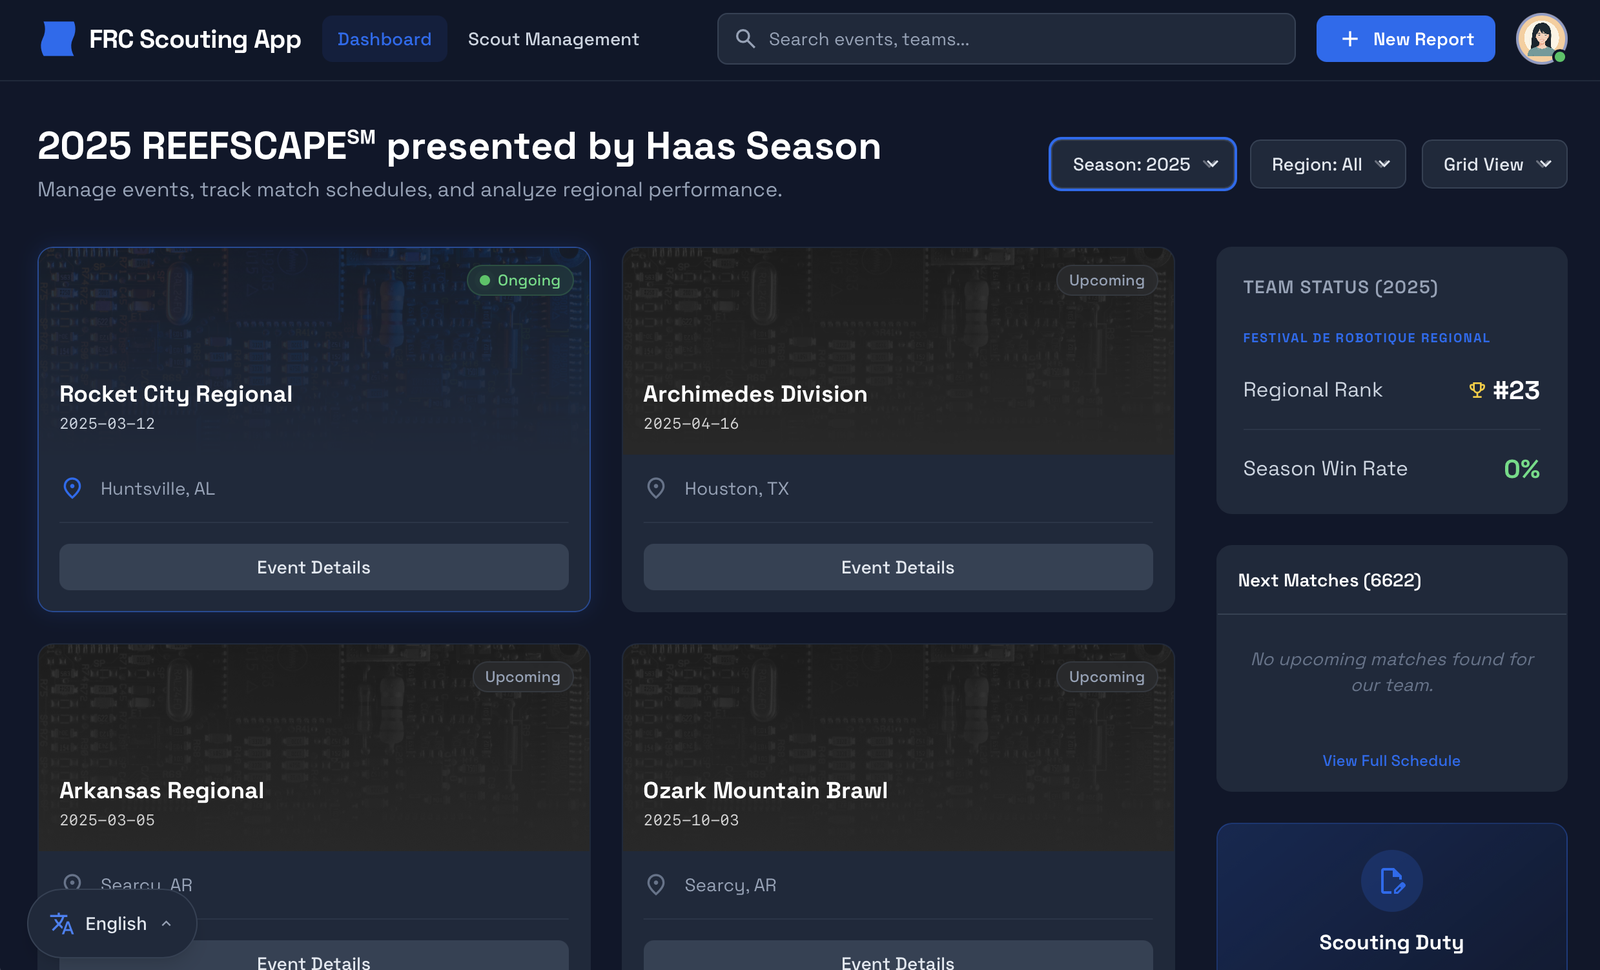 FRC Scouting App
Dashboard
Scout Management
Search events, teams...
New Report
2025 REEFSCAPE℠ presented by Haas Season
Manage events, track match schedules, and analyze regional performance.
Season: 2025
Region: All
Grid View
Ongoing
Rocket City Regional
2025-03-12
Huntsville, AL
Event Details
Upcoming
Archimedes Division
2025-04-16
Houston, TX
Event Details
Upcoming
Arkansas Regional
2025-03-05
Searcy, AR
Event Details
Upcoming
Ozark Mountain Brawl
2025-10-03
Searcy, AR
Event Details
TEAM STATUS (2025)
FESTIVAL DE ROBOTIQUE REGIONAL
Regional Rank
#23
Season Win Rate
0%
Next Matches (6622)
No upcoming matches found for
our team.
View Full Schedule
Scouting Duty
English